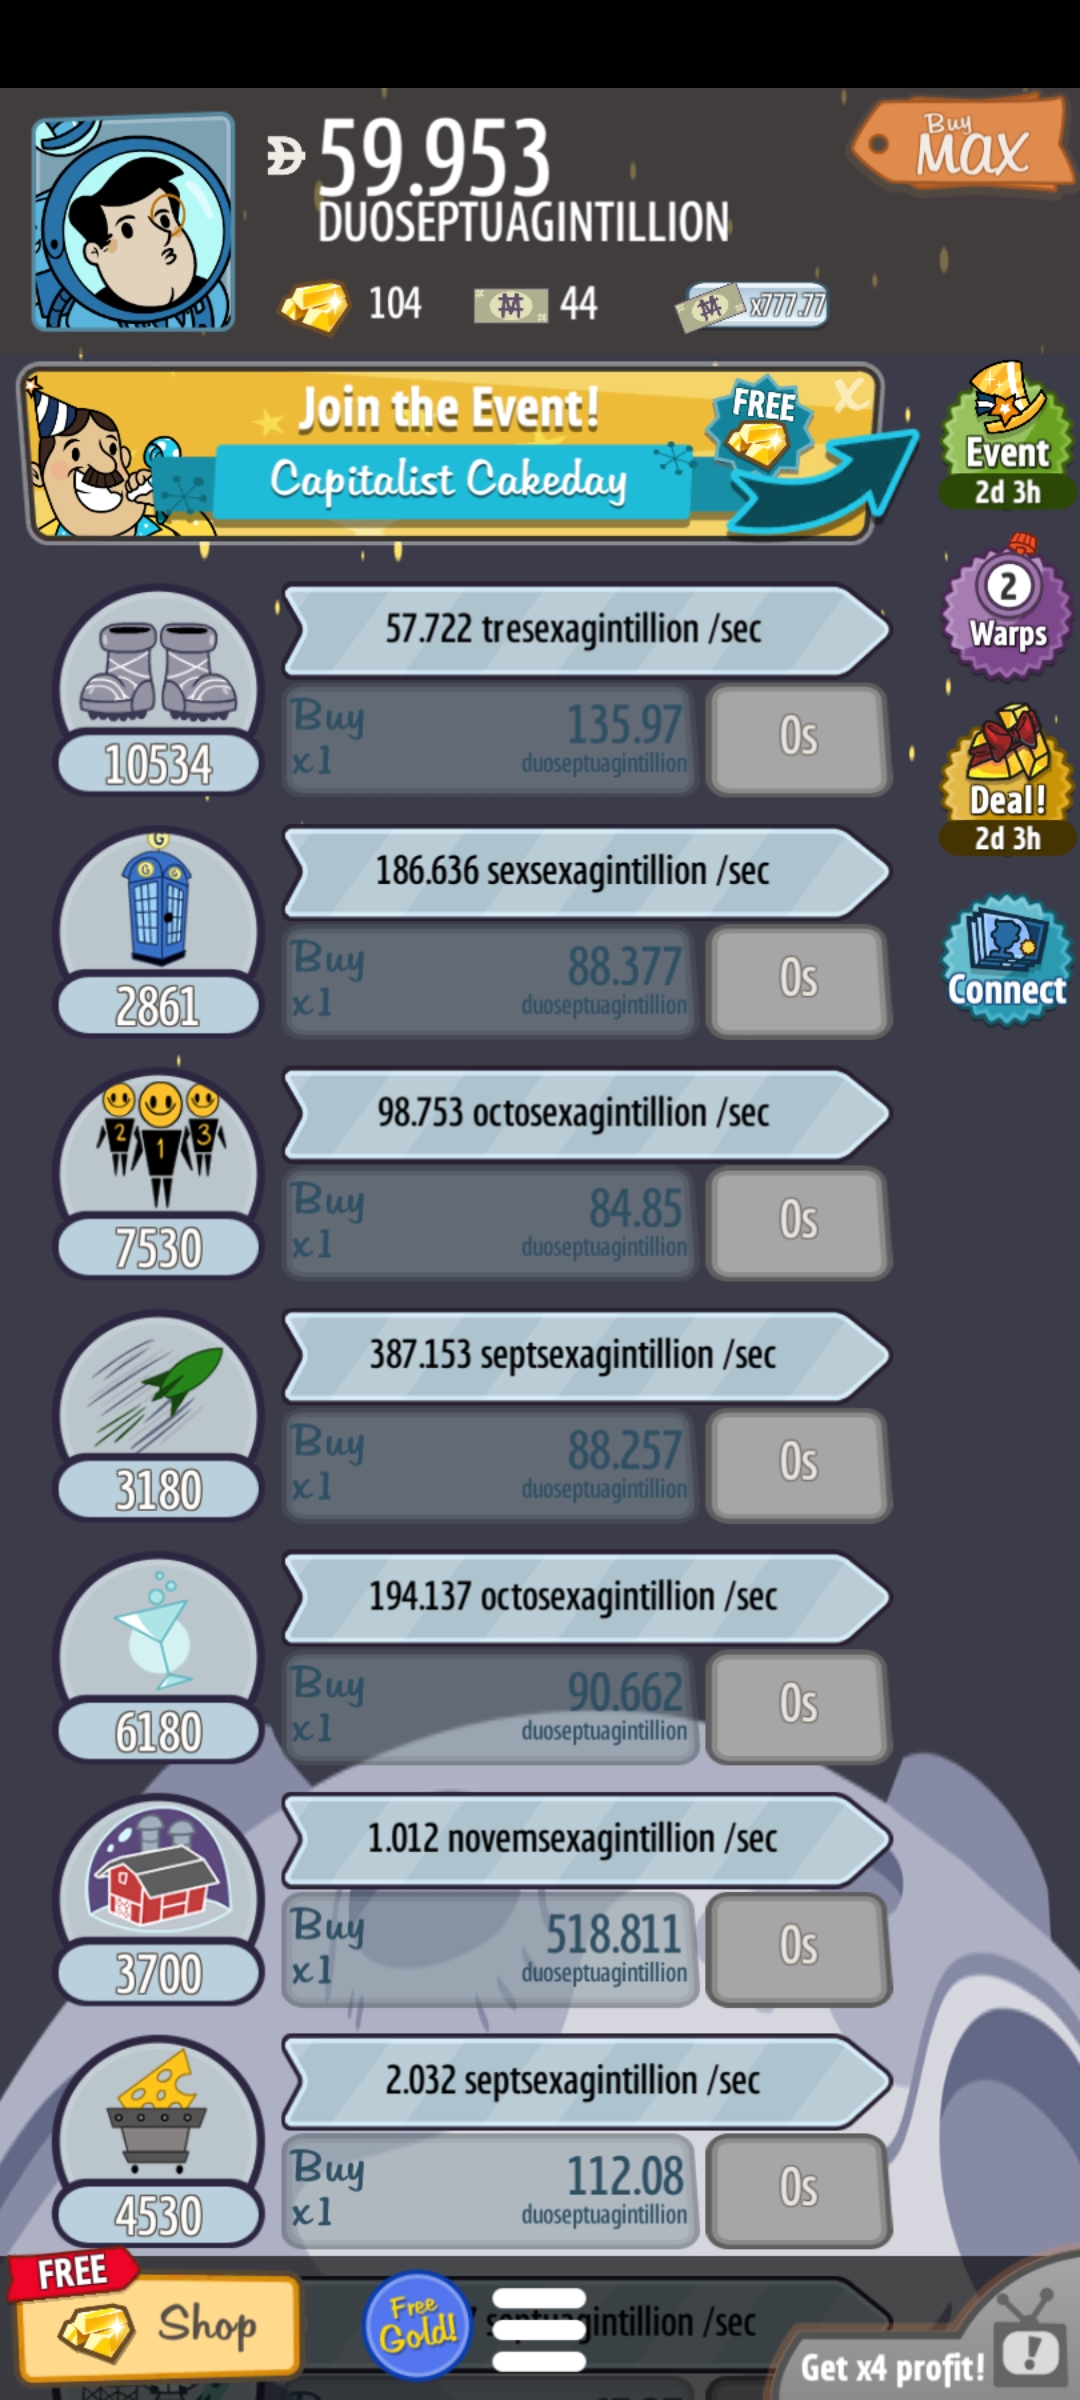 Buy
MAX
59.953
DUOSEPTUAGINTILLION
104
44
x777.77
Join the Event!
FREE
X
Capitalist Cakeday
Event
2d 3h
57.722 tresexagintillion /sec
2
Warps
Buy
x1
135.97
duoseptuagintillion
0s
10534
Deal!
2d 3h
G
G G
186.636 sexsexagintillion /sec
Buy
x1
88.377
duoseptuagintillion
0s
2861
Connect
2 1 3
98.753 octosexagintillion /sec
Buy
x1
84.85
duoseptuagintillion
0s
7530
387.153 septsexagintillion /sec
Buy
x1
88.257
duoseptuagintillion
0s
3180
194.137 octosexagintillion /sec
Buy
x1
90.662
duoseptuagintillion
0s
6180
1.012 novemsexagintillion /sec
Buy
x1
518.811
duoseptuagintillion
0s
3700
2.032 septsexagintillion /sec
Buy
x1
112.08
duoseptuagintillion
0s
4530
FREE
Shop
Free
Gold!
/sec
Get x4 profit!
!
Buy